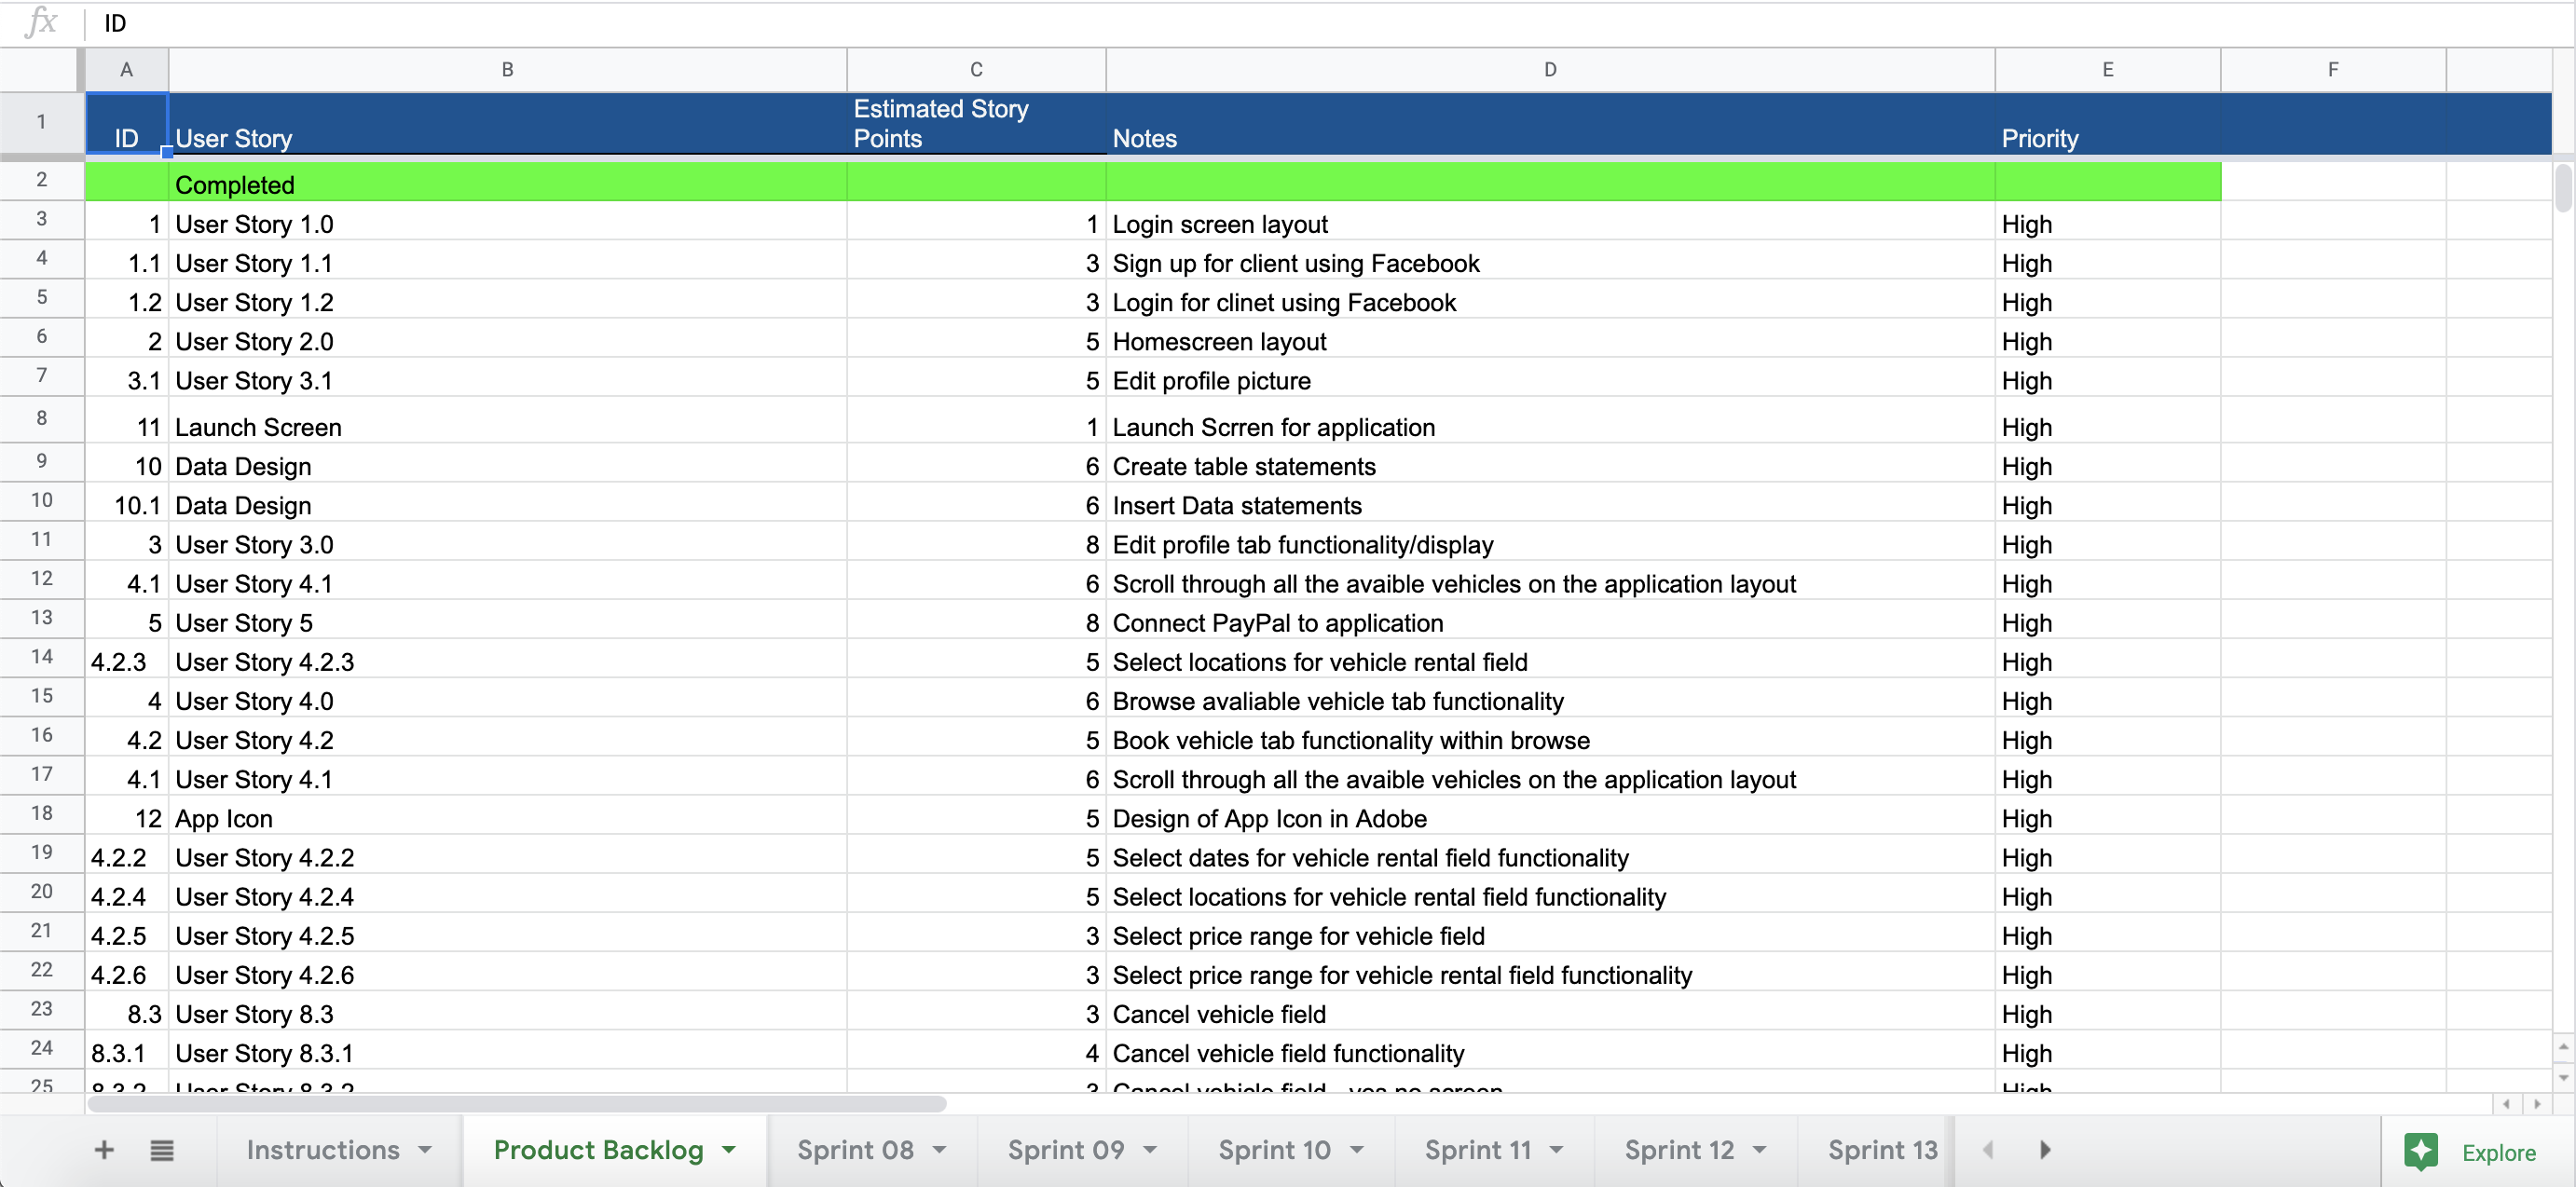 fx ID
A B C D E F
1 ID User Story Estimated Story Points Notes Priority
2 Completed
3 1 User Story 1.0 1 Login screen layout High
4 1.1 User Story 1.1 3 Sign up for client using Facebook High
5 1.2 User Story 1.2 3 Login for clinet using Facebook High
6 2 User Story 2.0 5 Homescreen layout High
7 3.1 User Story 3.1 5 Edit profile picture High
8 11 Launch Screen 1 Launch Scrren for application High
9 10 Data Design 6 Create table statements High
10 10.1 Data Design 6 Insert Data statements High
11 3 User Story 3.0 8 Edit profile tab functionality/display High
12 4.1 User Story 4.1 6 Scroll through all the avaible vehicles on the application layout High
13 5 User Story 5 8 Connect PayPal to application High
14 4.2.3 User Story 4.2.3 5 Select locations for vehicle rental field High
15 4 User Story 4.0 6 Browse avaliable vehicle tab functionality High
16 4.2 User Story 4.2 5 Book vehicle tab functionality within browse High
17 4.1 User Story 4.1 6 Scroll through all the avaible vehicles on the application layout High
18 12 App Icon 5 Design of App Icon in Adobe High
19 4.2.2 User Story 4.2.2 5 Select dates for vehicle rental field functionality High
20 4.2.4 User Story 4.2.4 5 Select locations for vehicle rental field functionality High
21 4.2.5 User Story 4.2.5 3 Select price range for vehicle field High
22 4.2.6 User Story 4.2.6 3 Select price range for vehicle rental field functionality High
23 8.3 User Story 8.3 3 Cancel vehicle field High
24 8.3.1 User Story 8.3.1 4 Cancel vehicle field functionality High
25 8.3.2 User Story 8.3.2 3 Cancel vehicle field - yes no screen High
Instructions Product Backlog Sprint 08 Sprint 09 Sprint 10 Sprint 11 Sprint 12 Sprint 13 Explore